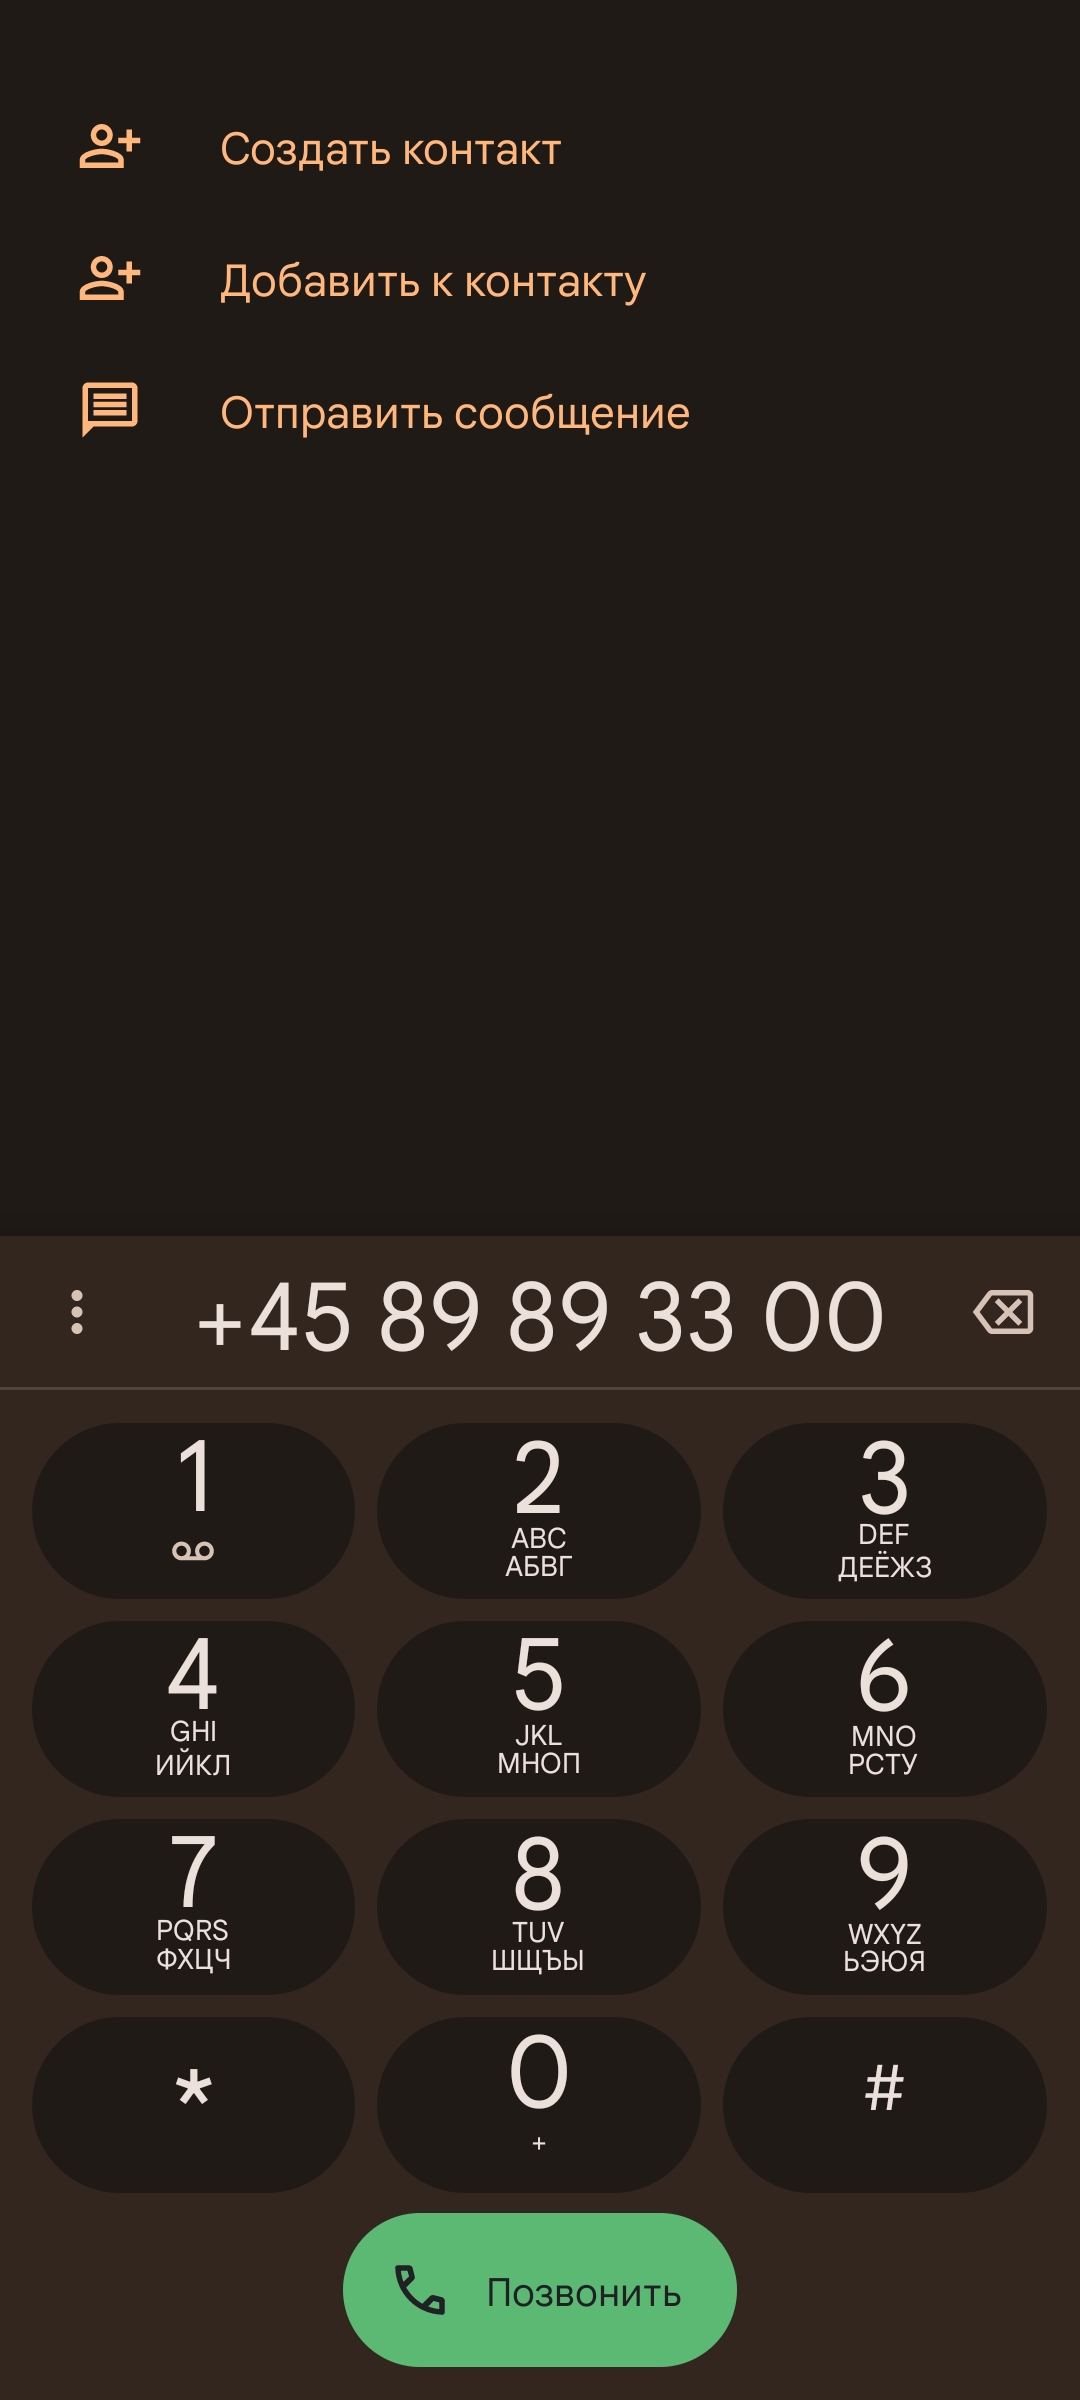 Создать контакт
Добавить к контакту
Отправить сообщение
+45 89 89 33 00
1
2
ABC
АБВГ
3
DEF
ДЕЁЖЗ
4
GHI
ИЙКЛ
5
JKL
МНОП
6
MNO
РСТУ
7
PQRS
ФХЦЧ
8
TUV
ШЩЪЫ
9
WXYZ
ЬЭЮЯ
*
0
+
#
Позвонить